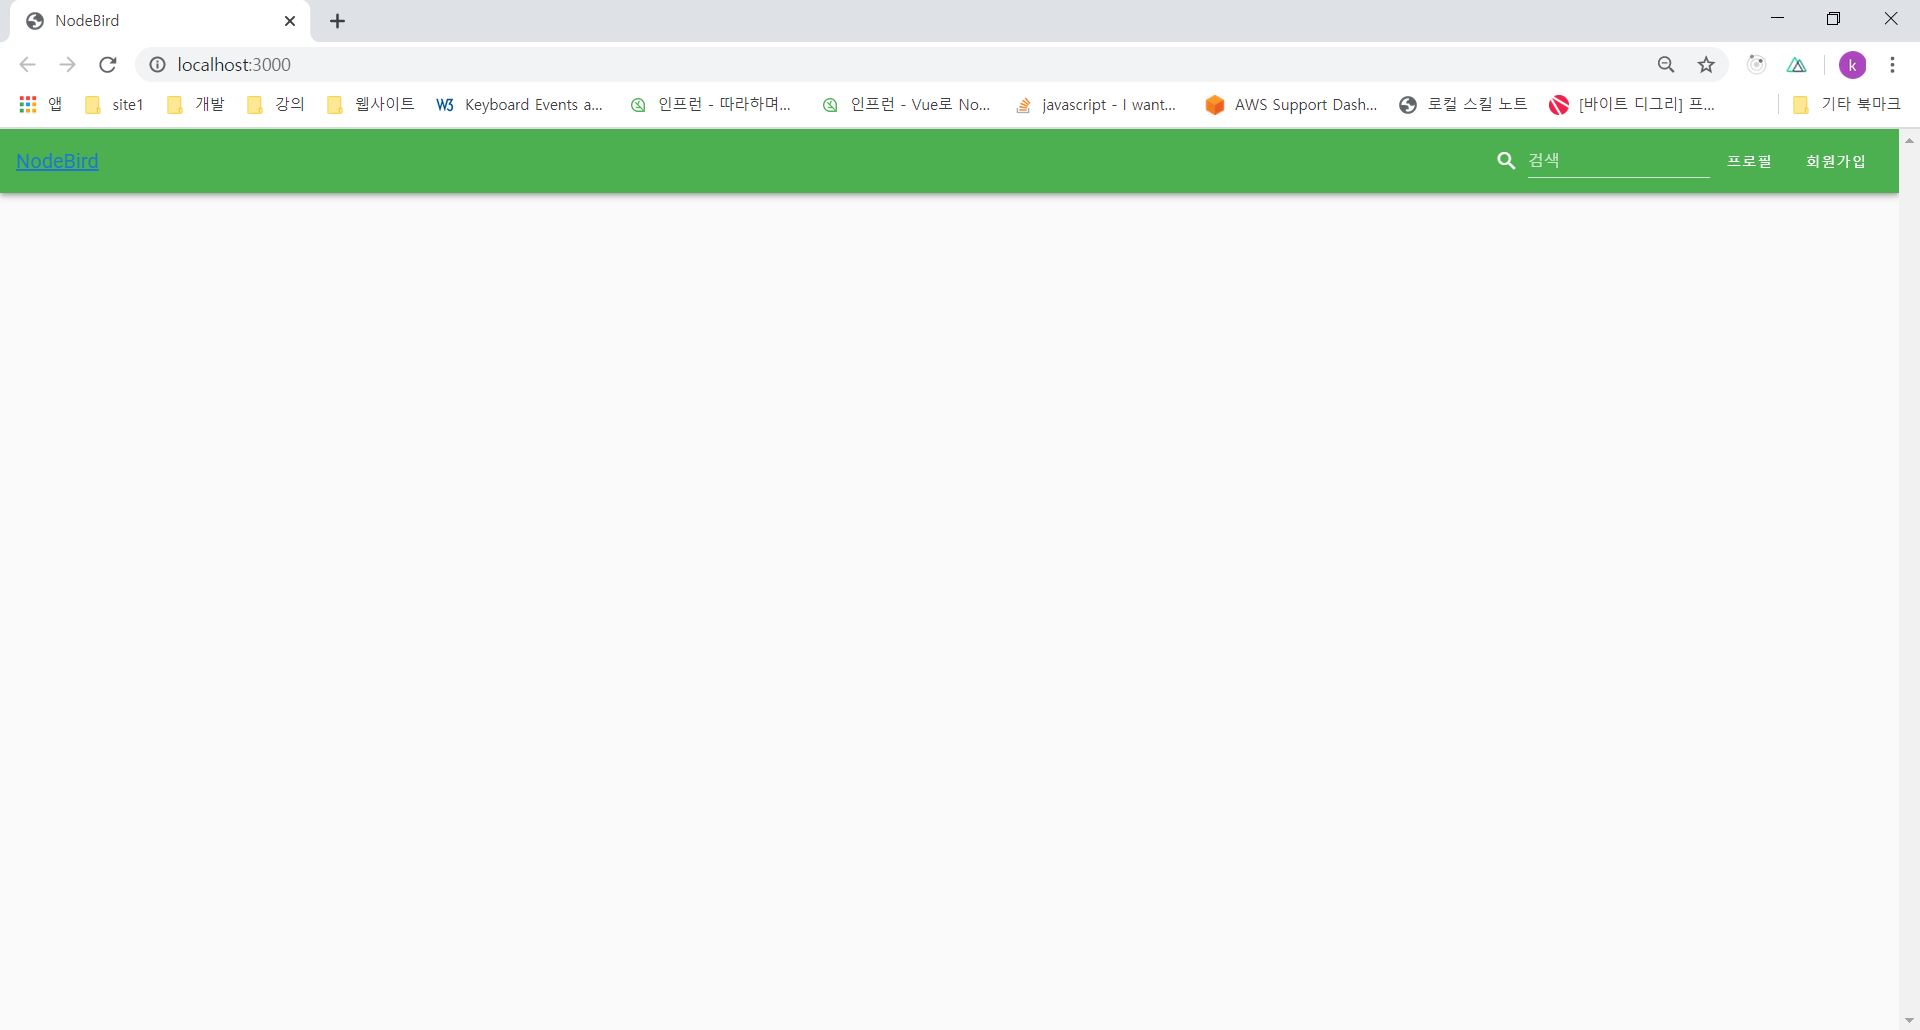 NodeBird
localhost:3000
앱 site1 개발 강의 웹사이트 W3 Keyboard Events a... 인프런 - 따라하며... 인프런 - Vue로 No... javascript - I want... AWS Support Dash... 로컬 스킬 노트 [바이트 디그리] 프... 기타 북마크
k
NodeBird 검색 프로필 회원가입